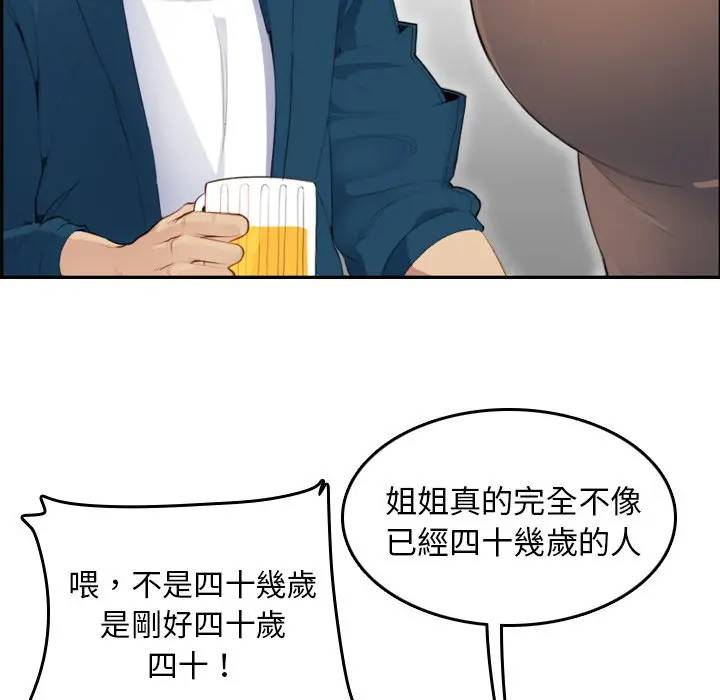 姐姐真的完全不像
已經四十幾歲的人
喂，不是四十幾歲
是剛好四十歲
四十！